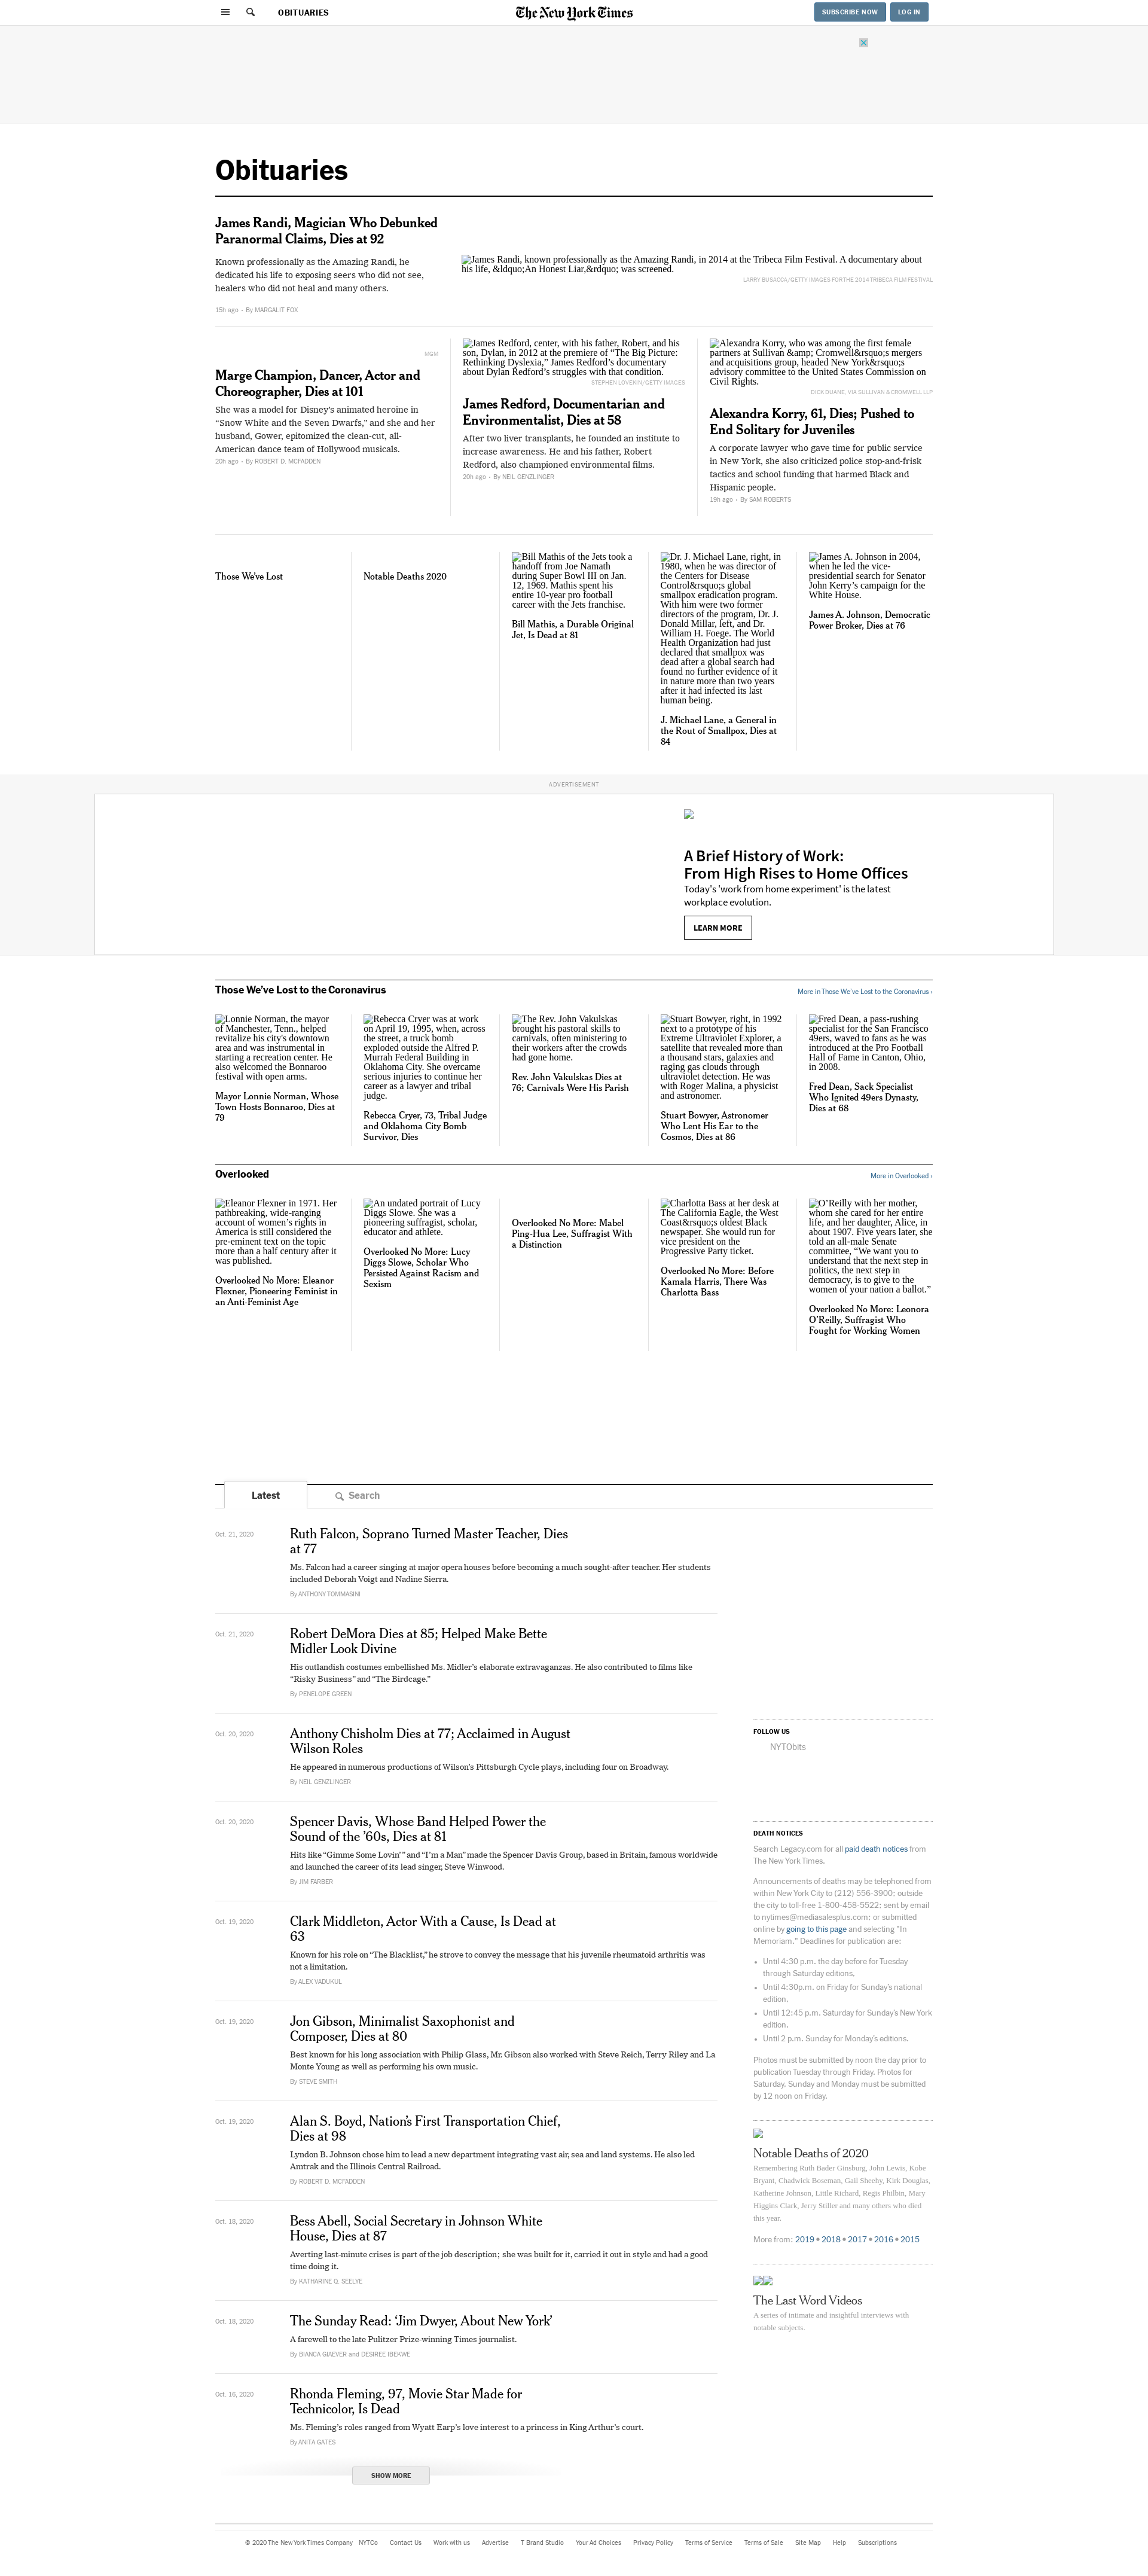 OBITUARIES
The New York Times
SUBSCRIBE NOW
LOG IN
Obituaries
James Randi, Magician Who Debunked
Paranormal Claims, Dies at 92
Known professionally as the Amazing Randi, he
dedicated his life to exposing seers who did not see,
healers who did not heal and many others.
15h ago - By MARGALIT FOX
James Randi, known professionally as the Amazing Randi, in 2014 at the Tribeca Film Festival. A documentary about
his life, &ldquo;An Honest Liar,&rdquo; was screened.
LARRY BUSACCA/GETTY IMAGES FOR THE 2014 TRIBECA FILM FESTIVAL
MGM
Marge Champion, Dancer, Actor and
Choreographer, Dies at 101
She was a model for Disney's animated heroine in
“Snow White and the Seven Dwarfs,” and she and her
husband, Gower, epitomized the clean-cut, all-
American dance team of Hollywood musicals.
20h ago - By ROBERT D. MCFADDEN
James Redford, center, with his father, Robert, and his
son, Dylan, in 2012 at the premiere of “The Big Picture:
Rethinking Dyslexia,” James Redford’s documentary
about Dylan Redford’s struggles with that condition.
STEPHEN LOVEKIN/GETTY IMAGES
James Redford, Documentarian and
Environmentalist, Dies at 58
After two liver transplants, he founded an institute to
increase awareness. He and his father, Robert
Redford, also championed environmental films.
20h ago - By NEIL GENZLINGER
Alexandra Korry, who was among the first female
partners at Sullivan &amp; Cromwell&rsquo;s mergers
and acquisitions group, headed New York&rsquo;s
advisory committee to the United States Commission on
Civil Rights.
DICK DUANE, VIA SULLIVAN & CROMWELL LLP
Alexandra Korry, 61, Dies; Pushed to
End Solitary for Juveniles
A corporate lawyer who gave time for public service
in New York, she also criticized police stop-and-frisk
tactics and school funding that harmed Black and
Hispanic people.
19h ago - By SAM ROBERTS
Those We’ve Lost
Notable Deaths 2020
Bill Mathis of the Jets took a
handoff from Joe Namath
during Super Bowl III on Jan.
12, 1969. Mathis spent his
entire 10-year pro football
career with the Jets franchise.
Bill Mathis, a Durable Original
Jet, Is Dead at 81
Dr. J. Michael Lane, right, in
1980, when he was director of
the Centers for Disease
Control&rsquo;s global
smallpox eradication program.
With him were two former
directors of the program, Dr. J.
Donald Millar, left, and Dr.
William H. Foege. The World
Health Organization had just
declared that smallpox was
dead after a global search had
found no further evidence of it
in nature more than two years
after it had infected its last
human being.
J. Michael Lane, a General in
the Rout of Smallpox, Dies at
84
James A. Johnson in 2004,
when he led the vice-
presidential search for Senator
John Kerry’s campaign for the
White House.
James A. Johnson, Democratic
Power Broker, Dies at 76
ADVERTISEMENT
A Brief History of Work:
From High Rises to Home Offices
Today's 'work from home experiment' is the latest
workplace evolution.
LEARN MORE
Those We’ve Lost to the Coronavirus
More in Those We’ve Lost to the Coronavirus ›
Lonnie Norman, the mayor
of Manchester, Tenn., helped
revitalize his city's downtown
area and was instrumental in
starting a recreation center. He
also welcomed the Bonnaroo
festival with open arms.
Mayor Lonnie Norman, Whose
Town Hosts Bonnaroo, Dies at
79
Rebecca Cryer was at work
on April 19, 1995, when, across
the street, a truck bomb
exploded outside the Alfred P.
Murrah Federal Building in
Oklahoma City. She overcame
serious injuries to continue her
career as a lawyer and tribal
judge.
Rebecca Cryer, 73, Tribal Judge
and Oklahoma City Bomb
Survivor, Dies
The Rev. John Vakulskas
brought his pastoral skills to
carnivals, often ministering to
their workers after the crowds
had gone home.
Rev. John Vakulskas Dies at
76; Carnivals Were His Parish
Stuart Bowyer, right, in 1992
next to a prototype of his
Extreme Ultraviolet Explorer, a
satellite that revealed more than
a thousand stars, galaxies and
raging gas clouds through
ultraviolet detection. He was
with Roger Malina, a physicist
and astronomer.
Stuart Bowyer, Astronomer
Who Lent His Ear to the
Cosmos, Dies at 86
Fred Dean, a pass-rushing
specialist for the San Francisco
49ers, waved to fans as he was
introduced at the Pro Football
Hall of Fame in Canton, Ohio,
in 2008.
Fred Dean, Sack Specialist
Who Ignited 49ers Dynasty,
Dies at 68
Overlooked
More in Overlooked ›
Eleanor Flexner in 1971. Her
pathbreaking, wide-ranging
account of women’s rights in
America is still considered the
pre-eminent text on the topic
more than a half century after it
was published.
Overlooked No More: Eleanor
Flexner, Pioneering Feminist in
an Anti-Feminist Age
An undated portrait of Lucy
Diggs Slowe. She was a
pioneering suffragist, scholar,
educator and athlete.
Overlooked No More: Lucy
Diggs Slowe, Scholar Who
Persisted Against Racism and
Sexism
Overlooked No More: Mabel
Ping-Hua Lee, Suffragist With
a Distinction
Charlotta Bass at her desk at
The California Eagle, the West
Coast&rsquo;s oldest Black
newspaper. She would run for
vice president on the
Progressive Party ticket.
Overlooked No More: Before
Kamala Harris, There Was
Charlotta Bass
O’Reilly with her mother,
whom she cared for her entire
life, and her daughter, Alice, in
about 1907. Five years later, she
told an all-male Senate
committee, “We want you to
understand that the next step in
politics, the next step in
democracy, is to give to the
women of your nation a ballot.”
Overlooked No More: Leonora
O’Reilly, Suffragist Who
Fought for Working Women
Latest
Search
Oct. 21, 2020
Ruth Falcon, Soprano Turned Master Teacher, Dies
at 77
Ms. Falcon had a career singing at major opera houses before becoming a much sought-after teacher. Her students
included Deborah Voigt and Nadine Sierra.
By ANTHONY TOMMASINI
Oct. 21, 2020
Robert DeMora Dies at 85; Helped Make Bette
Midler Look Divine
His outlandish costumes embellished Ms. Midler’s elaborate extravaganzas. He also contributed to films like
“Risky Business” and “The Birdcage.”
By PENELOPE GREEN
Oct. 20, 2020
Anthony Chisholm Dies at 77; Acclaimed in August
Wilson Roles
He appeared in numerous productions of Wilson's Pittsburgh Cycle plays, including four on Broadway.
By NEIL GENZLINGER
Oct. 20, 2020
Spencer Davis, Whose Band Helped Power the
Sound of the ’60s, Dies at 81
Hits like “Gimme Some Lovin’ ” and “I’m a Man” made the Spencer Davis Group, based in Britain, famous worldwide
and launched the career of its lead singer, Steve Winwood.
By JIM FARBER
Oct. 19, 2020
Clark Middleton, Actor With a Cause, Is Dead at
63
Known for his role on “The Blacklist,” he strove to convey the message that his juvenile rheumatoid arthritis was
not a limitation.
By ALEX VADUKUL
Oct. 19, 2020
Jon Gibson, Minimalist Saxophonist and
Composer, Dies at 80
Best known for his long association with Philip Glass, Mr. Gibson also worked with Steve Reich, Terry Riley and La
Monte Young as well as performing his own music.
By STEVE SMITH
Oct. 19, 2020
Alan S. Boyd, Nation’s First Transportation Chief,
Dies at 98
Lyndon B. Johnson chose him to lead a new department integrating vast air, sea and land systems. He also led
Amtrak and the Illinois Central Railroad.
By ROBERT D. MCFADDEN
Oct. 18, 2020
Bess Abell, Social Secretary in Johnson White
House, Dies at 87
Averting last-minute crises is part of the job description; she was built for it, carried it out in style and had a good
time doing it.
By KATHARINE Q. SEELYE
Oct. 18, 2020
The Sunday Read: ‘Jim Dwyer, About New York’
A farewell to the late Pulitzer Prize-winning Times journalist.
By BIANCA GIAEVER and DESIREE IBEKWE
Oct. 16, 2020
Rhonda Fleming, 97, Movie Star Made for
Technicolor, Is Dead
Ms. Fleming’s roles ranged from Wyatt Earp’s love interest to a princess in King Arthur’s court.
By ANITA GATES
SHOW MORE
FOLLOW US
NYTObits
DEATH NOTICES
Search Legacy.com for all paid death notices from
The New York Times.
Announcements of deaths may be telephoned from
within New York City to (212) 556-3900; outside
the city to toll-free 1-800-458-5522; sent by email
to nytimes@mediasalesplus.com; or submitted
online by going to this page and selecting "In
Memoriam." Deadlines for publication are:
• Until 4:30 p.m. the day before for Tuesday
through Saturday editions.
• Until 4:30p.m. on Friday for Sunday's national
edition.
• Until 12:45 p.m. Saturday for Sunday's New York
edition.
• Until 2 p.m. Sunday for Monday's editions.
Photos must be submitted by noon the day prior to
publication Tuesday through Friday. Photos for
Saturday, Sunday and Monday must be submitted
by 12 noon on Friday.
Notable Deaths of 2020
Remembering Ruth Bader Ginsburg, John Lewis, Kobe
Bryant, Chadwick Boseman, Gail Sheehy, Kirk Douglas,
Katherine Johnson, Little Richard, Regis Philbin, Mary
Higgins Clark, Jerry Stiller and many others who died
this year.
More from: 2019 • 2018 • 2017 • 2016 • 2015
The Last Word Videos
A series of intimate and insightful interviews with
notable subjects.
© 2020 The New York Times Company NYTCo Contact Us Work with us Advertise T Brand Studio Your Ad Choices Privacy Policy Terms of Service Terms of Sale Site Map Help Subscriptions